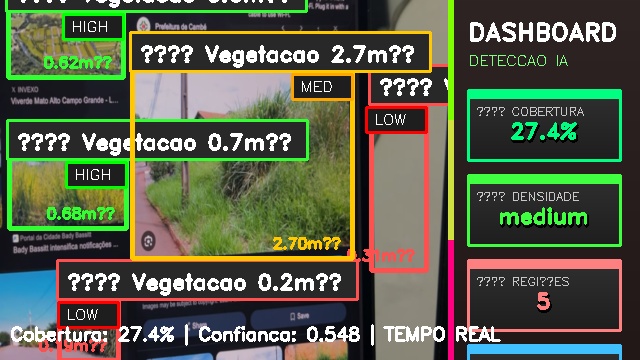 HIGH
0.62m??
Prefeitura de Cambé
???? Vegetacao 2.7m??
INVEXO
Viverde Mato Alto Campo Grande - L...
MED
????
LOW
???? Vegetacao 0.7m??
HIGH
0.68m??
2.70m??
Portal da Cidade Bady Bassitt
Bady Bassitt intensifica notificações ...
???? Vegetacao 0.2m??
LOW
Save
Cobertura: 27.4% | Confianca: 0.548 | TEMPO REAL
DASHBOARD
DETECCAO IA
???? COBERTURA
27.4%
???? DENSIDADE
medium
???? REGI??ES
5